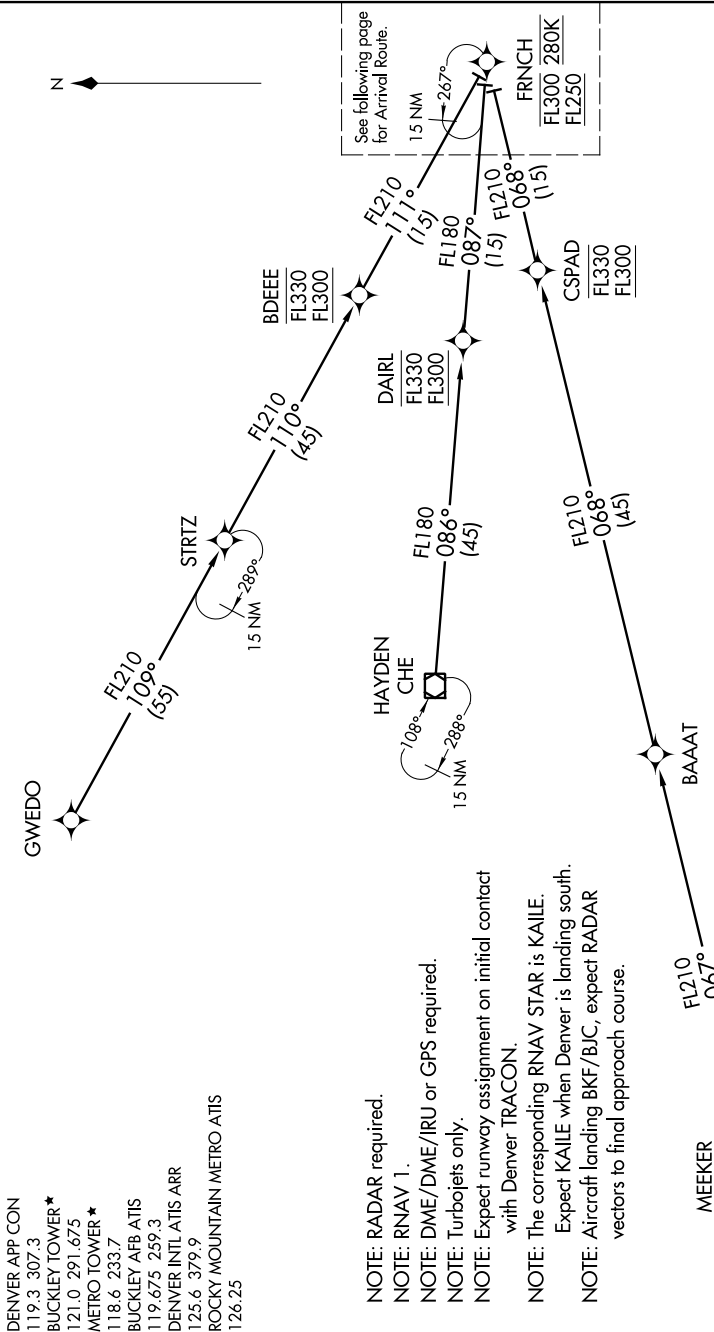 DENVER APP CON
119.3 307.3
BUCKLEY TOWER★
121.0 291.675
METRO TOWER★
118.6 233.7
BUCKLEY AFB ATIS
119.675 259.3
DENVER INTL ATIS ARR
125.6 379.9
ROCKY MOUNTAIN METRO ATIS
126.25
N
See following page
for Arrival Route.
GWEDO
FL210
109°
(55)
STRTZ
289°
15 NM
FL210
110°
(45)
BDEEE
FL330
FL300
FL210
111°
(15)
15 NM
267°
FRNCH
FL300 280K
FL250
HAYDEN
CHE
108°
288°
15 NM
FL180
086°
(45)
DAIRL
FL330
FL300
FL180
087°
(15)
FL210
067°
BAAAT
FL210
068°
(45)
CSPAD
FL330
FL300
FL210
068°
(15)
NOTE: RADAR required.
NOTE: RNAV 1.
NOTE: DME/DME/IRU or GPS required.
NOTE: Turbojets only.
NOTE: Expect runway assignment on initial contact
with Denver TRACON.
NOTE: The corresponding RNAV STAR is KAILE.
Expect KAILE when Denver is landing south.
NOTE: Aircraft landing BKF/BJC, expect RADAR
vectors to final approach course.
MEEKER